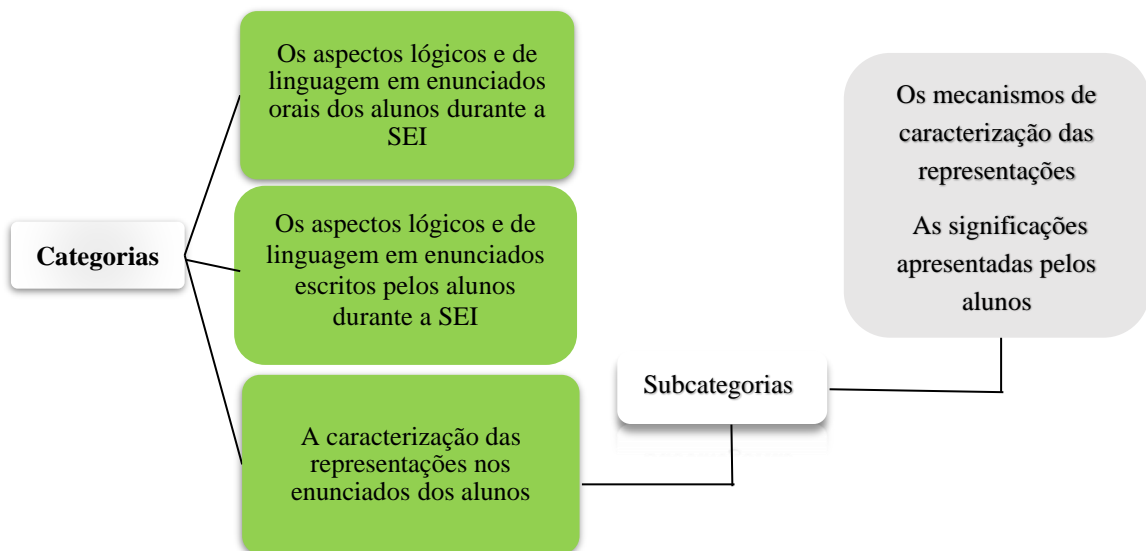 Categorias
Os aspectos lógicos e de
linguagem em enunciados
orais dos alunos durante a
SEI
Os aspectos lógicos e de
linguagem em enunciados
escritos pelos alunos
durante a SEI
A caracterização das
representações nos
enunciados dos alunos
Subcategorias
Os mecanismos de
caracterização das
representações
As significações
apresentadas pelos
alunos